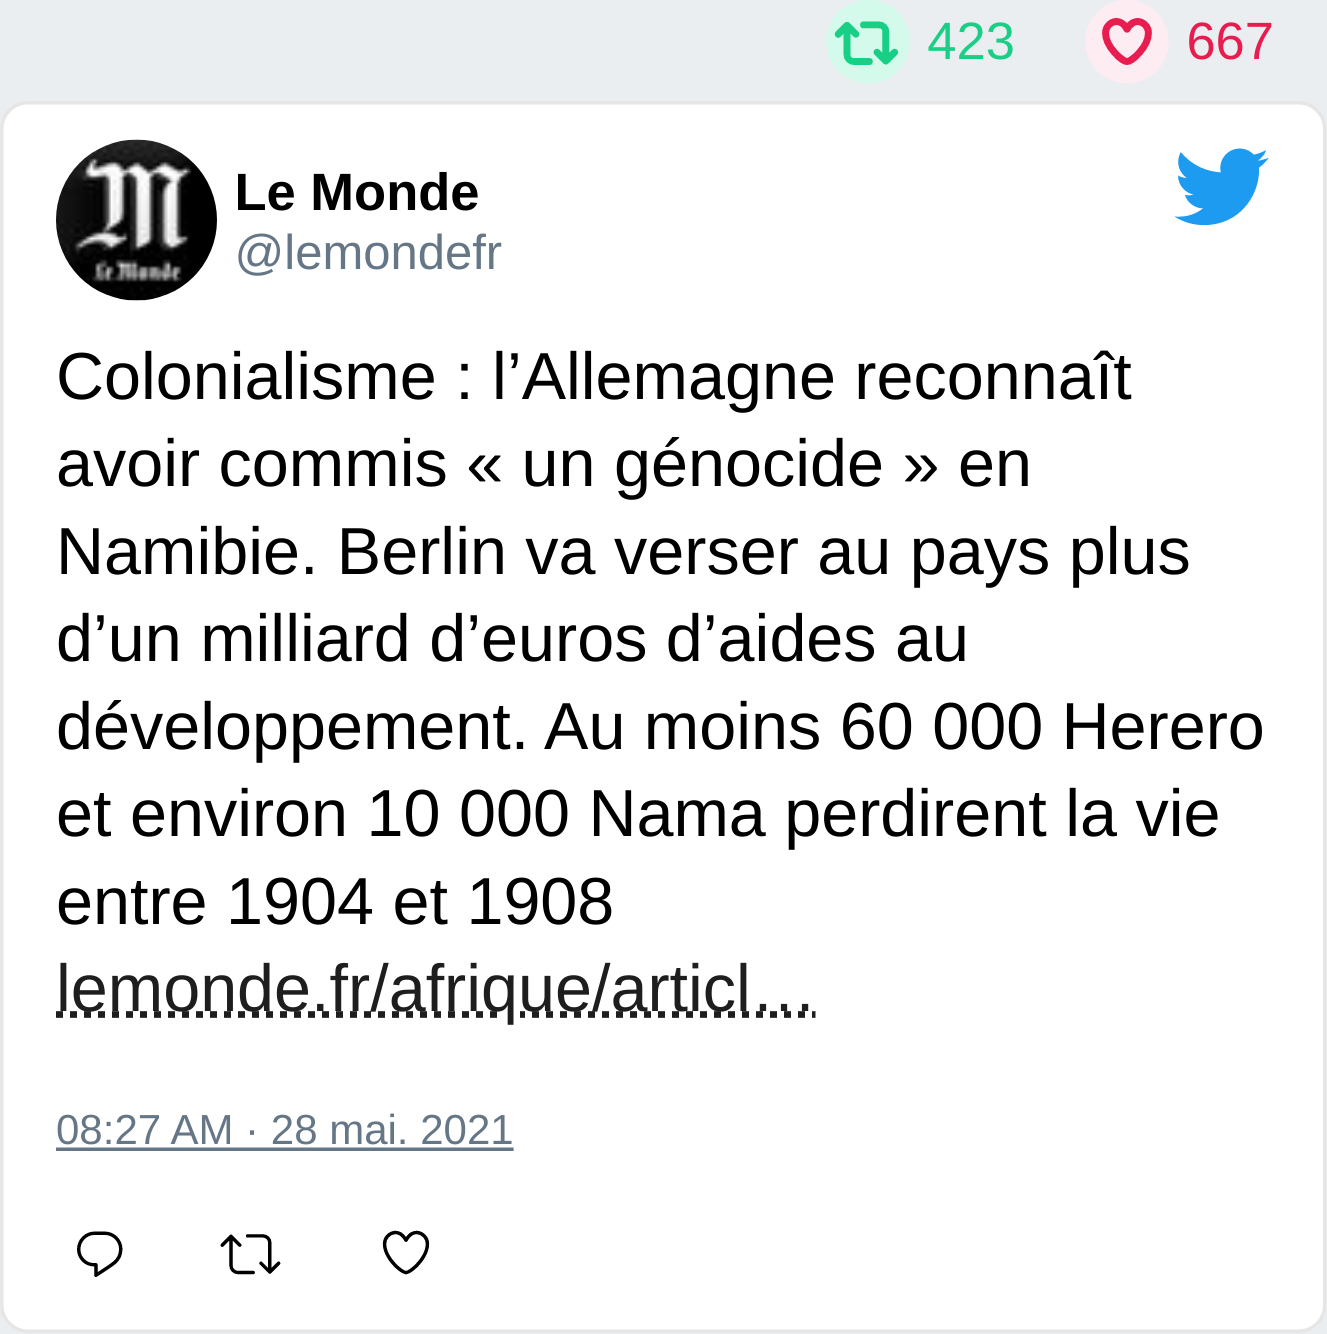 423 667
Le Monde
Le Monde
@lemondefr
Colonialisme : l’Allemagne reconnaît
avoir commis « un génocide » en
Namibie. Berlin va verser au pays plus
d’un milliard d’euros d’aides au
développement. Au moins 60 000 Herero
et environ 10 000 Nama perdirent la vie
entre 1904 et 1908
lemonde.fr/afrique/articl…
08:27 AM · 28 mai. 2021